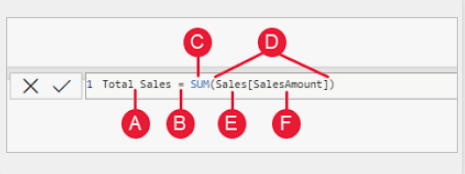 C D
1 Total Sales = SUM(Sales[SalesAmount])
A B E F